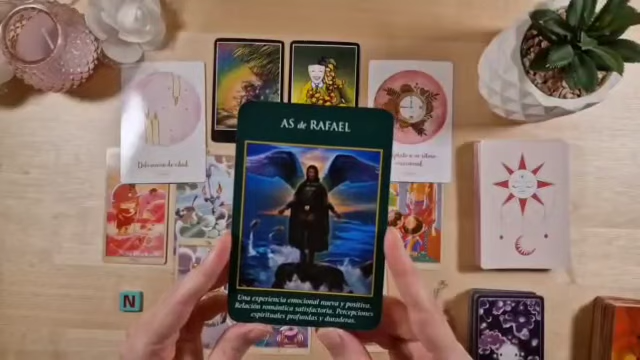 AS de RAFAEL
Una experiencia emocional nueva y positiva.
Relación romántica satisfactoria. Percepciones
espirituales profundas y duraderas.
N